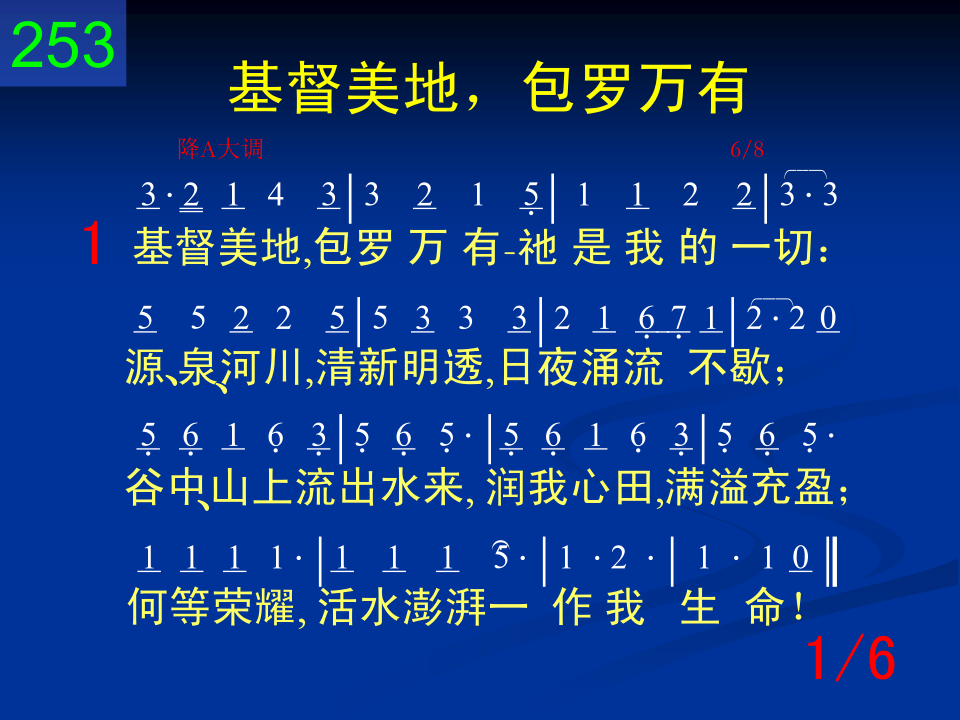 253
基督美地，包罗万有
降A大调 6/8
3 · 2 1 4 3 | 3 2 1 5 | 1 1 2 2 | 3 · 3
1 基督美地,包罗 万 有-祂 是 我 的 一切：
5 5 2 2 5 | 5 3 3 3 | 2 1 6 7 1 | 2 · 2 0
源、泉、河川,清新明透,日夜涌流 不歇；
5 6 1 6 3 | 5 6 5 · | 5 6 1 6 3 | 5 6 5 ·
谷中、山上流出水来, 润我心田,满溢充盈；
1 1 1 1 · | 1 1 1 5 · | 1 · 2 · | 1 · 1 0 ‖
何等荣耀, 活水澎湃一 作 我 生 命！
1/6